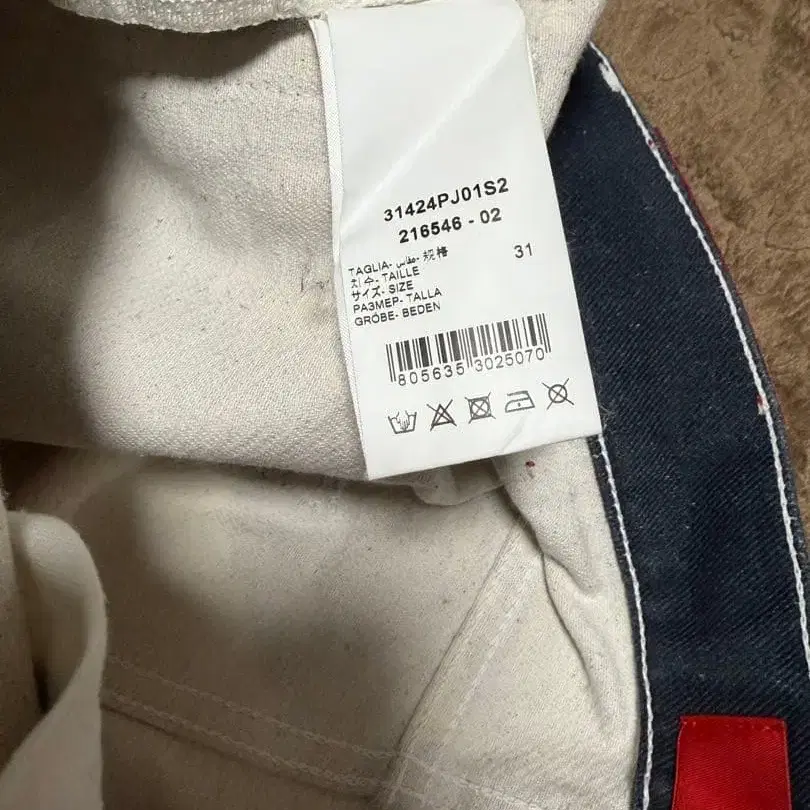 31424PJ01S2
216546 - 02
TAGLIA- مقاس- 规格
치 수- TAILLE
サイズ- SIZE
РАЗМЕР- TALLA
GRÖBE- BEDEN
31
805635 3025070